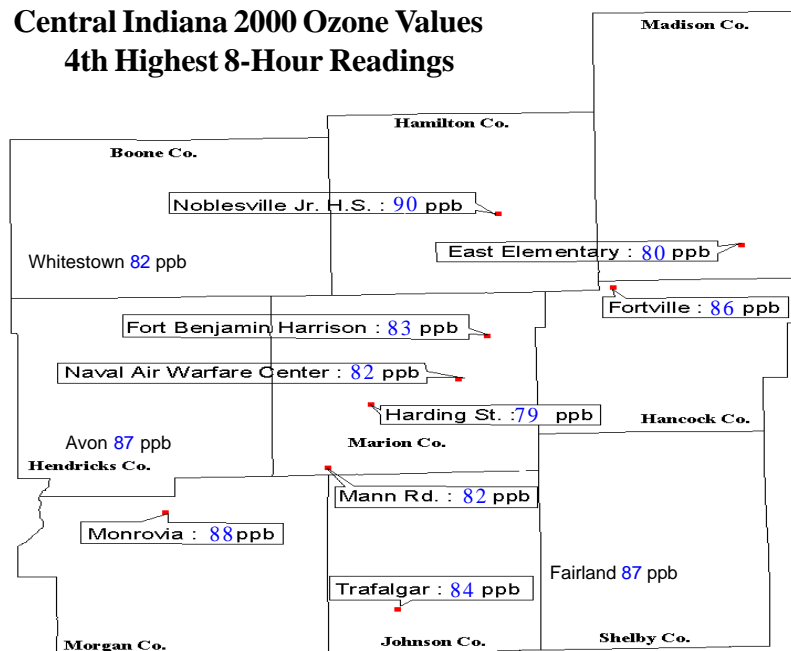 Central Indiana 2000 Ozone Values
4th Highest 8-Hour Readings
Madison Co.
Hamilton Co.
Boone Co.
Noblesville Jr. H.S. : 90 ppb
East Elementary : 80 ppb
Whitestown 82 ppb
Fortville : 86 ppb
Fort Benjamin Harrison : 83 ppb
Naval Air Warfare Center : 82 ppb
Harding St. :79 ppb
Hancock Co.
Avon 87 ppb
Marion Co.
Hendricks Co.
Mann Rd. : 82 ppb
Monrovia : 88ppb
Fairland 87 ppb
Trafalgar : 84 ppb
Morgan Co.
Johnson Co.
Shelby Co.